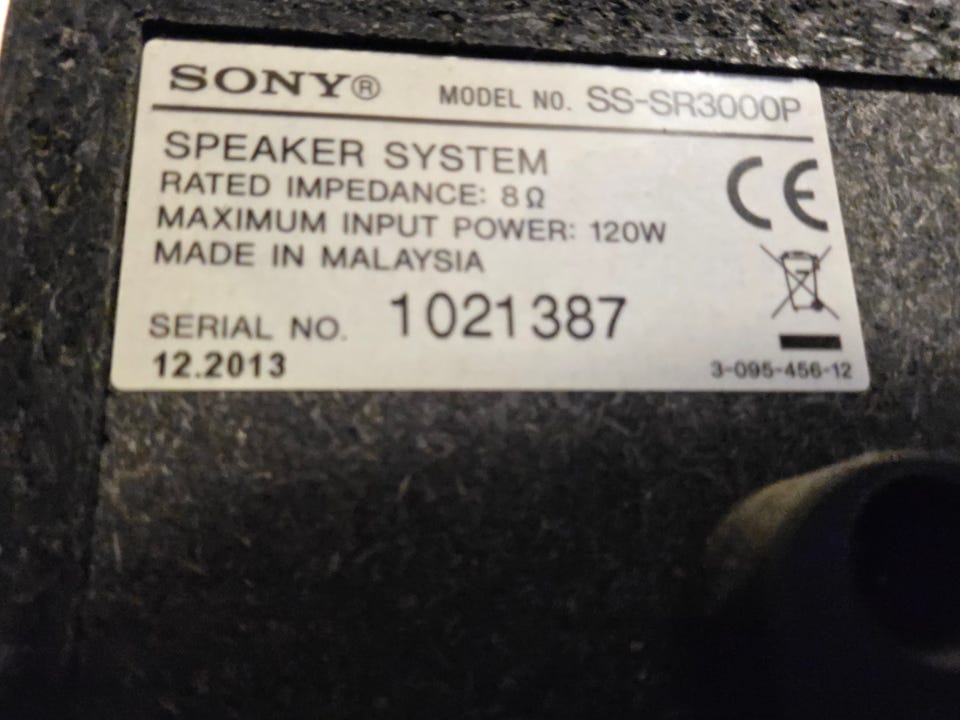 SONY® MODEL NO. SS-SR3000P
SPEAKER SYSTEM
RATED IMPEDANCE: 8Ω
MAXIMUM INPUT POWER: 120W
MADE IN MALAYSIA
CE
SERIAL NO. 1021387
12.2013
3-095-456-12